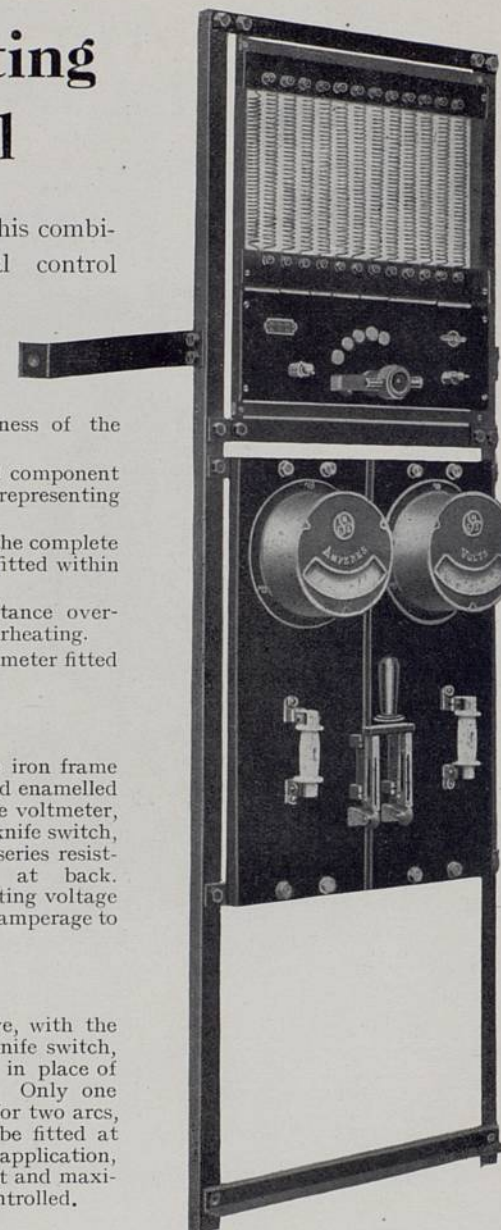 ting
l
his combi-
al control
ness of the
component
representing
he complete
fitted within
tance over-
rheating.
meter fitted
iron frame
d enamelled
e voltmeter,
knife switch,
series resist-
at back.
ting voltage
amperage to
e, with the
nife switch,
in place of
Only one
or two arcs,
be fitted at
application,
t and maxi-
ntrolled.
AMPERES
VOLTS